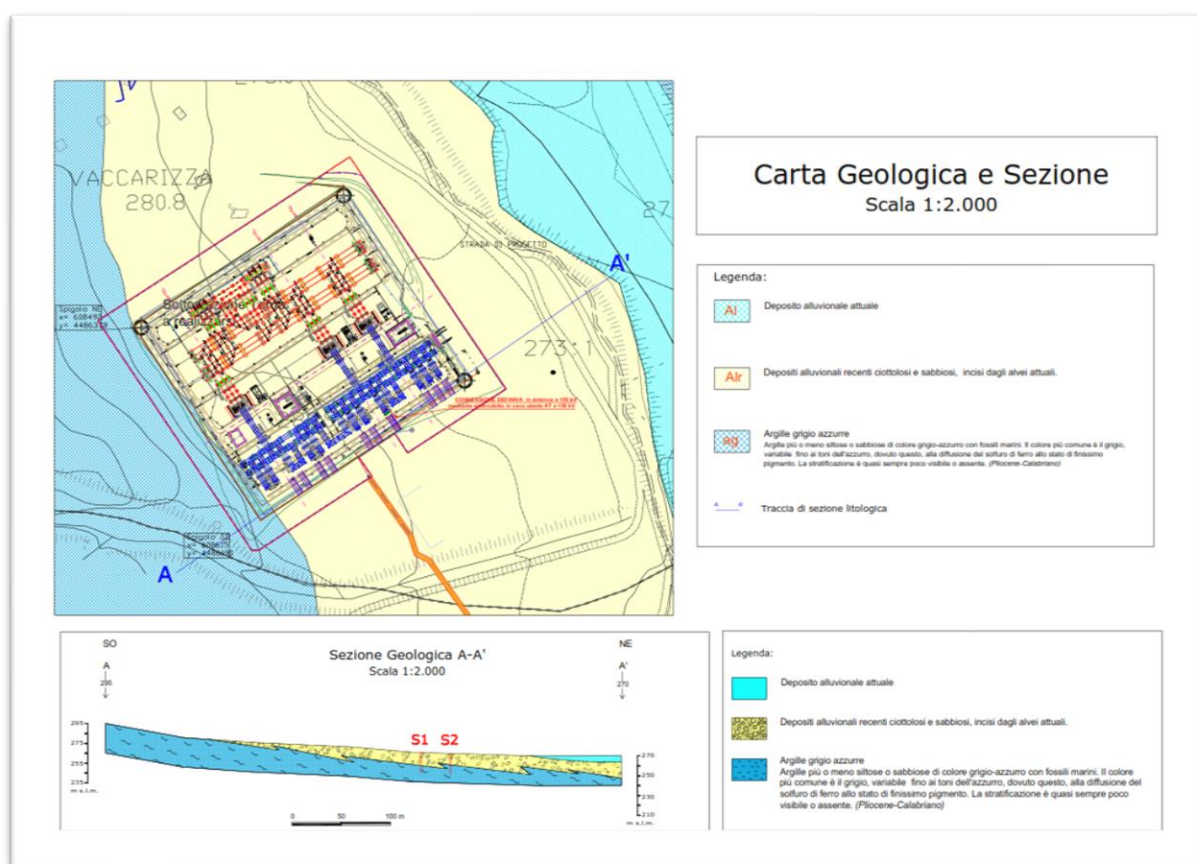 VACCARIZZA
280.8
STRADA DI PROGETTO
A'
273.1
27
A
Carta Geologica e Sezione
Scala 1:2.000
Legenda:
Al
Deposito alluvionale attuale
Alr
Depositi alluvionali recenti ciottolosi e sabbiosi, incisi dagli alvei attuali.
ag
Argille grigio azzurre
Argille più o meno siltose o sabbiose di colore grigio-azzurro con fossili marini. Il colore più comune è il grigio,
variabile fino ai toni dell'azzurro, dovuto questo, alla diffusione del solfuro di ferro allo stato di finissimo
pigmento. La stratificazione è quasi sempre poco visibile o assente. (Pliocene-Calabriano)
A A'
Traccia di sezione litologica
SO
A
295
Sezione Geologica A-A'
Scala 1:2.000
NE
A'
270
295
275
255
235
m s.l.m.
S1 S2
270
250
230
210
m s.l.m.
0 50 100 m
Legenda:
Deposito alluvionale attuale
Depositi alluvionali recenti ciottolosi e sabbiosi, incisi dagli alvei attuali.
Argille grigio azzurre
Argille più o meno siltose o sabbiose di colore grigio-azzurro con fossili marini. Il colore
più comune è il grigio, variabile fino ai toni dell'azzurro, dovuto questo, alla diffusione del
solfuro di ferro allo stato di finissimo pigmento. La stratificazione è quasi sempre poco
visibile o assente. (Pliocene-Calabriano)